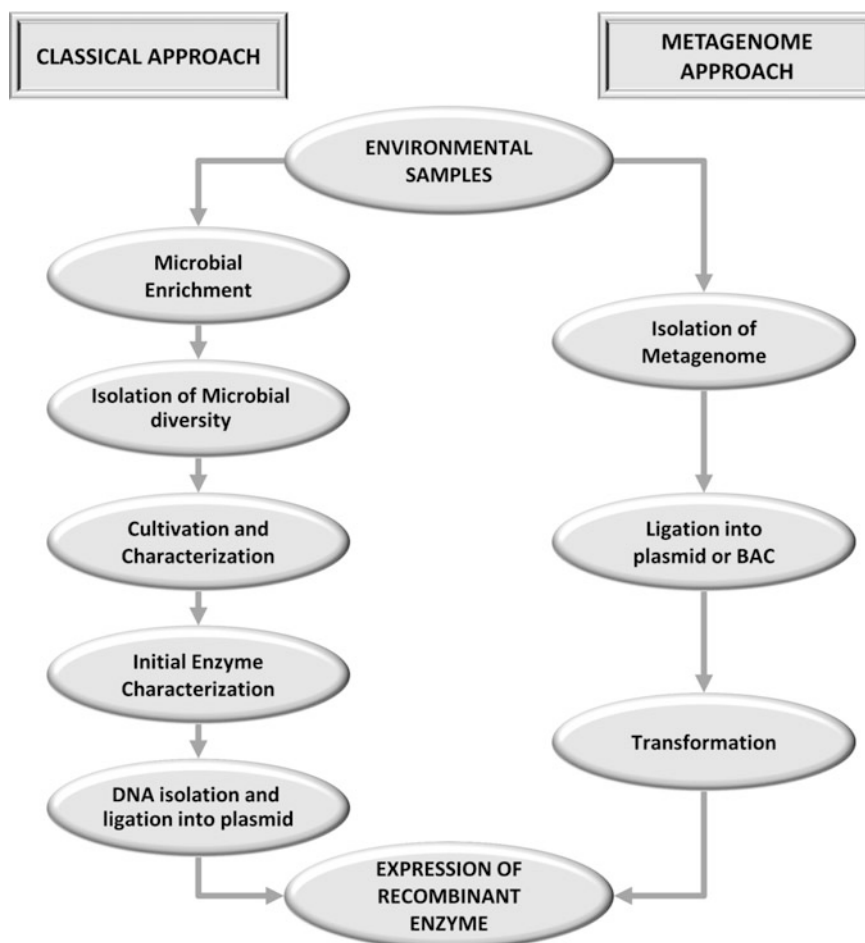 CLASSICAL APPROACH
METAGENOME
APPROACH
ENVIRONMENTAL
SAMPLES
Microbial
Enrichment
Isolation of Microbial
diversity
Cultivation and
Characterization
Initial Enzyme
Characterization
DNA isolation and
ligation into plasmid
Isolation of
Metagenome
Ligation into
plasmid or BAC
Transformation
EXPRESSION OF
RECOMBINANT
ENZYME